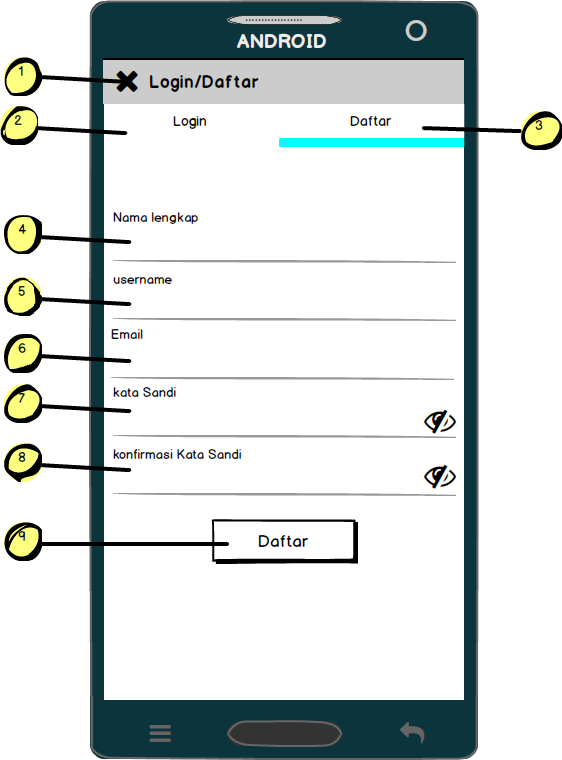 ANDROID
1
Login/Daftar
2
Login
Daftar
3
4
Nama lengkap
5
username
6
Email
7
kata Sandi
8
konfirmasi Kata Sandi
9
Daftar